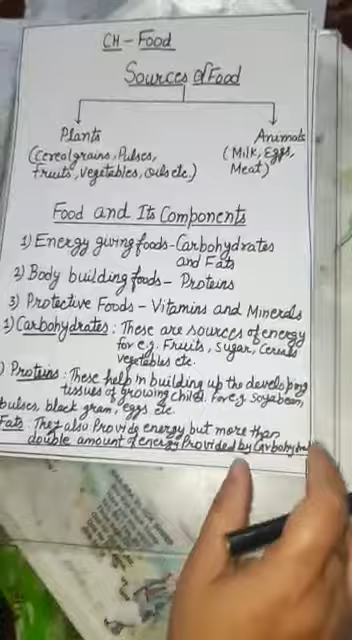 CH - Food
Sources of Food
Plants
(Cereal grains, Pulses,
Fruits, vegetables, oils etc.)
Animals
(Milk, Eggs,
Meat)
Food and Its Components
1) Energy giving foods - Carbohydrates
and Fats
2) Body building foods - Proteins
3) Protective Foods - Vitamins and Minerals
1) Carbohydrates : These are sources of energy
for e.g. Fruits, Sugar, Cereals
vegetables etc.
) Proteins : These help in building up the developing
tissues of growing child. For e.g. Soyabean,
pulses, black gram, eggs etc.
Fats : They also Provide energy but more than
double amount of energy Provided by Carbohydra